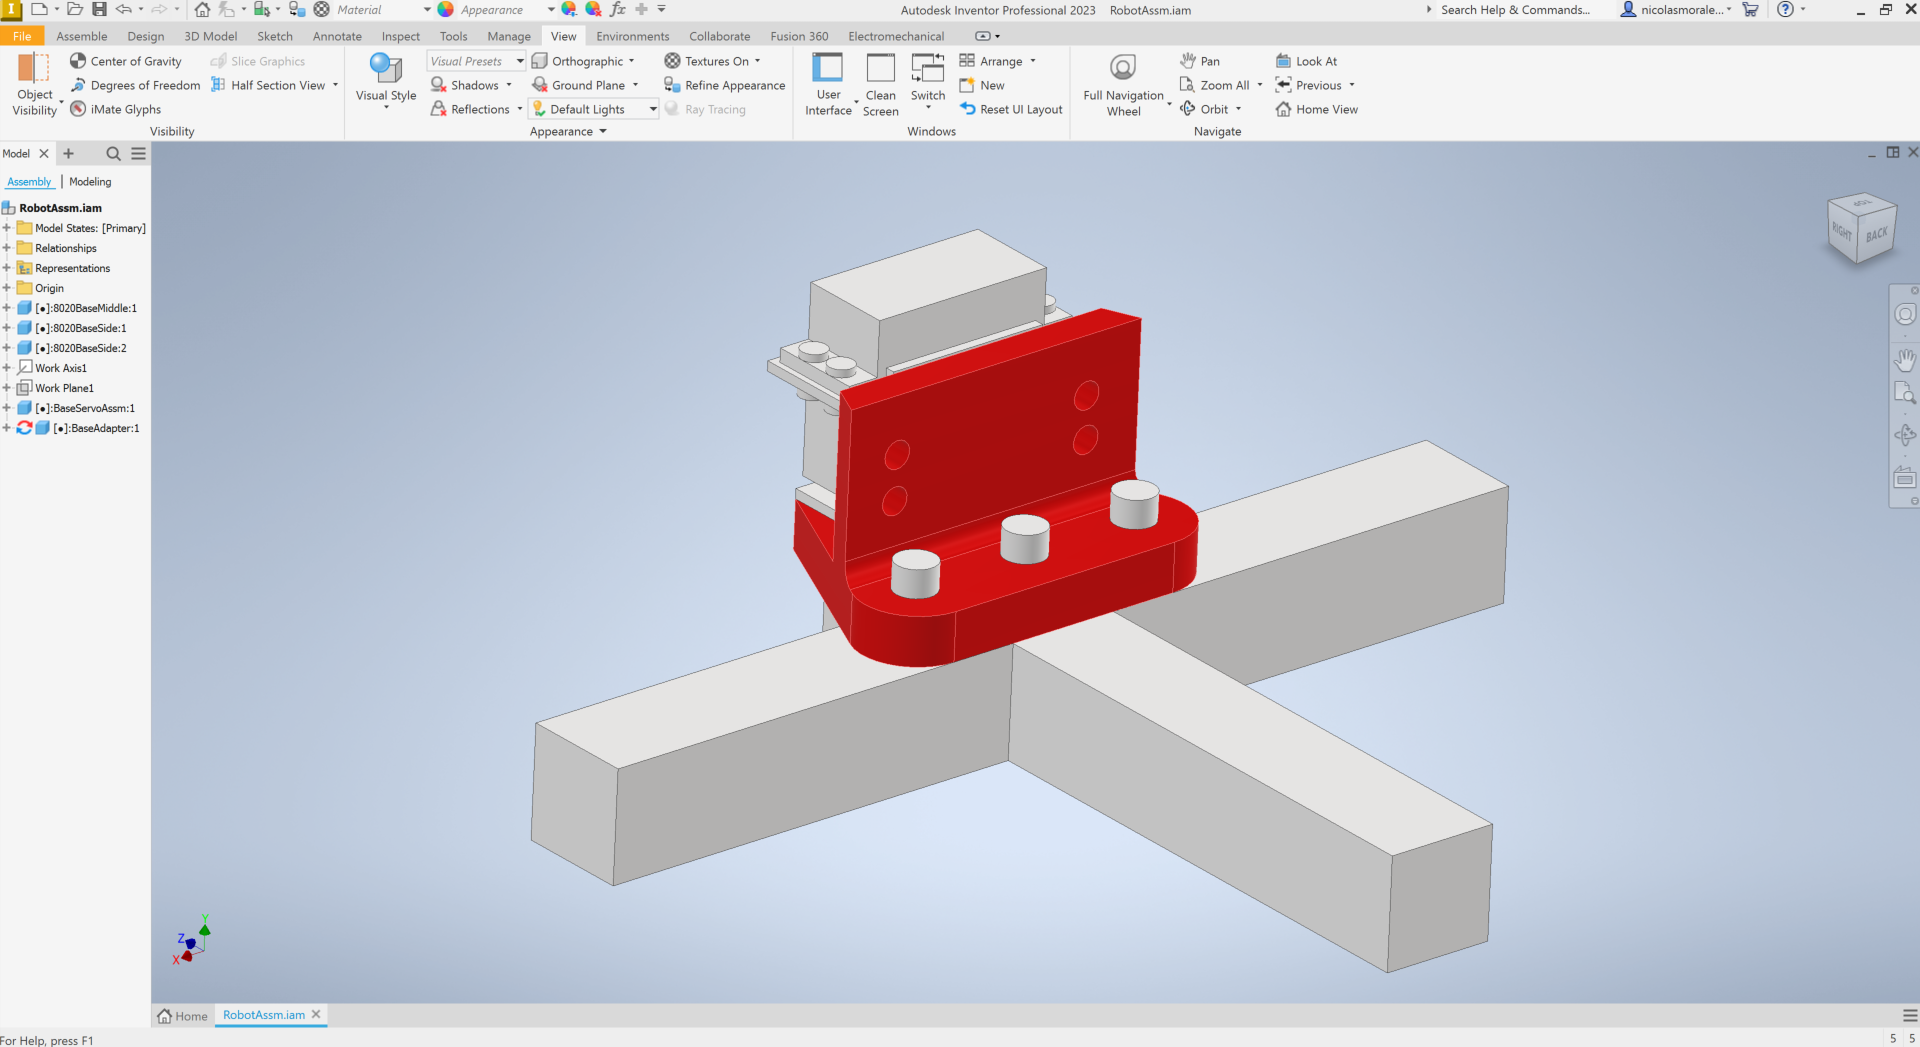 I Material Appearance fx Autodesk Inventor Professional 2023 RobotAssm.iam Search Help & Commands... nicolasmorale...
File Assemble Design 3D Model Sketch Annotate Inspect Tools Manage View Environments Collaborate Fusion 360 Electromechanical
Object Visibility
Center of Gravity
Degrees of Freedom
iMate Glyphs
Slice Graphics
Half Section View
Visibility
Visual Style
Visual Presets
Shadows
Reflections
Orthographic
Ground Plane
Default Lights
Textures On
Refine Appearance
Ray Tracing
Appearance
User Interface
Clean Screen
Switch
Arrange
New
Reset UI Layout
Windows
Full Navigation Wheel
Pan
Zoom All
Orbit
Look At
Previous
Home View
Navigate
Model
Assembly | Modeling
RobotAssm.iam
Model States: [Primary]
Relationships
Representations
Origin
[●]:8020BaseMiddle:1
[●]:8020BaseSide:1
[●]:8020BaseSide:2
Work Axis1
Work Plane1
[●]:BaseServoAssm:1
[●]:BaseAdapter:1
TOP
RIGHT
BACK
Y
Z
X
Home RobotAssm.iam
For Help, press F1
5 5